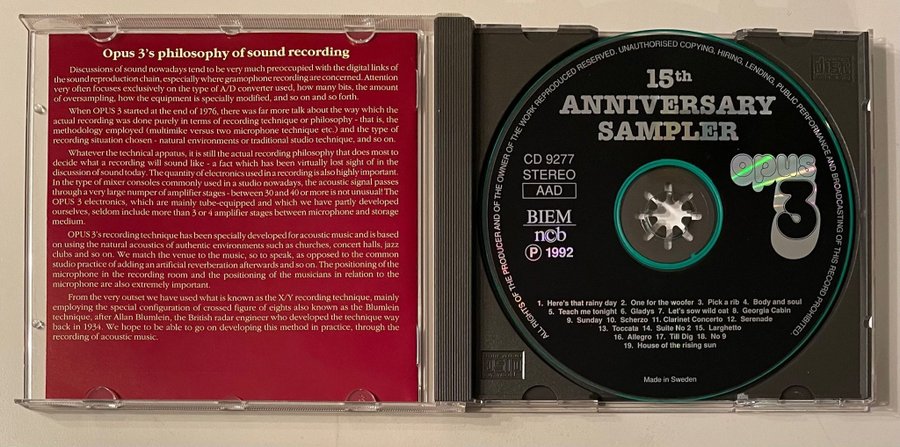 Opus 3's philosophy of sound recording
Discussions of sound nowadays tend to be very much preoccupied with the digital links of
the sound reproduction chain, especially where gramophone recording are concerned. Attention
very often focuses exclusively on the type of A/D converter used, how many bits, the amount
of oversampling, how the equipment is specially modified, and so on and so forth.
When OPUS 3 started at the end of 1976, there was far more talk about the way which the
actual recording was done purely in terms of recording technique or philosophy - that is, the
methodology employed (multimike versus two microphone technique etc.) and the type of
recording situation chosen - natural environments or traditional studio technique, and so on.
Whatever the technical appatus, it is still the actual recording philosophy that does most to
decide what a recording will sound like - a fact which has been virtually lost sight of in the
discussion of sound today. The quantity of electronics used in a recording is also highly important.
In the type of mixer consoles commonly used in a studio nowadays, the acoustic signal passes
through a very large numper of amplifier stages - between 30 and 40 or more is not unusual! The
OPUS 3 electronics, which are mainly tube-equipped and which we have partly developed
ourselves, seldom include more than 3 or 4 amplifier stages between microphone and storage
medium.
OPUS 3's recording technique has been specially developed for acoustic music and is based
on using the natural acoustics of authentic environments such as churches, concert halls, jazz
clubs and so on. We match the venue to the music, so to speak, as opposed to the common
studio practice of adding an artificial reverberation afterwards and so on. The positioning of the
microphone in the recording room and the positioning of the musicians in relation to the
microphone are also extremely important.
From the very outset we have used what is known as the X/Y recording technique, mainly
employing the special configuration of crossed figure of eights also known as the Blumlein
technique, after Allan Blumlein, the British radar engineer who developed the technique way
back in 1934. We hope to be able to go on developing this method in practice, through the
recording of acoustic music.
ALL RIGHTS OF THE PRODUCER AND OF THE OWNER OF THE WORK REPRODUCED RESERVED. UNAUTHORISED COPYING, HIRING, LENDING, PUBLIC PERFORMANCE AND BROADCASTING OF THIS RECORD PROHIBITED
15th
ANNIVERSARY
SAMPLER
opus
3
CD 9277
STEREO
AAD
BIEM
ncb
Ⓟ 1992
1. Here's that rainy day 2. One for the woofer 3. Pick a rib 4. Body and soul
5. Teach me tonight 6. Gladys 7. Let's sow wild oat 8. Georgia Cabin
9. Sunday 10. Scherzo 11. Clarinet Concerto 12. Serenade
13. Toccata 14. Suite No 2 15. Larghetto
16. Allegro 17. Till Dig 18. No 9
19. House of the rising sun
Made in Sweden